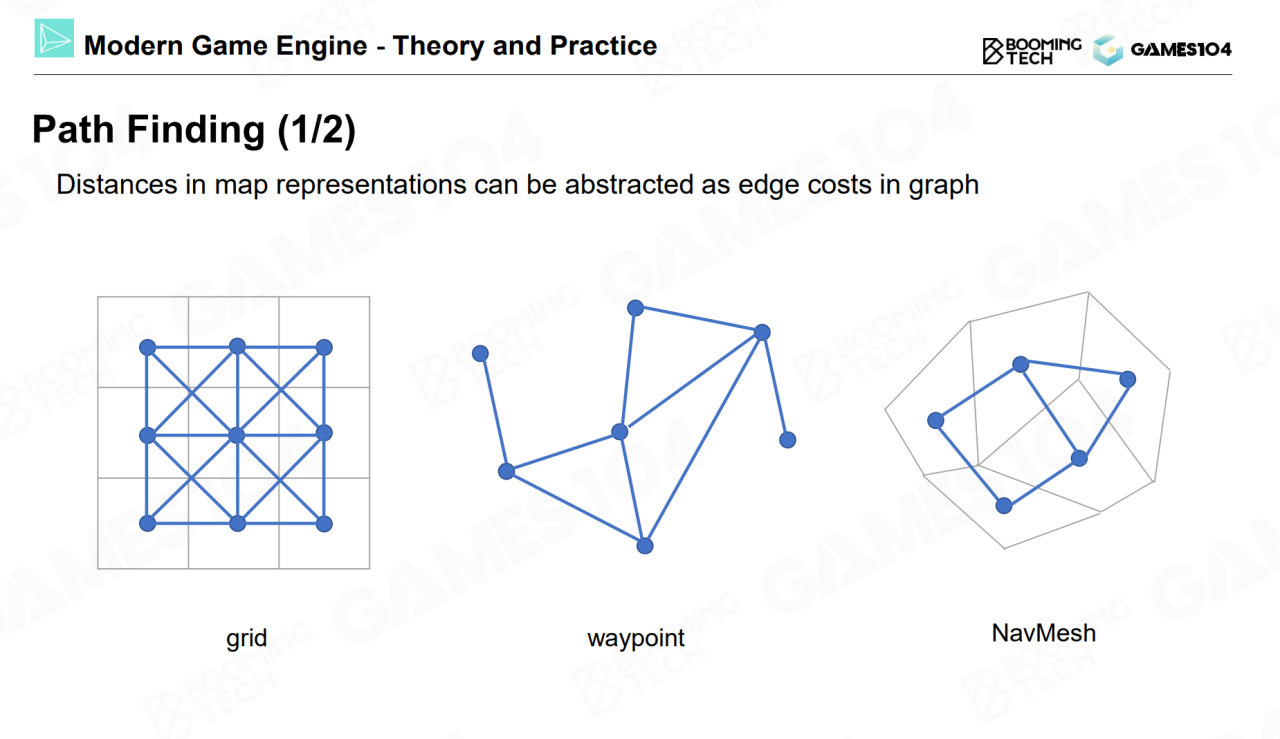 Modern Game Engine - Theory and Practice
BOOMING
TECH
GAMES104
Path Finding (1/2)
Distances in map representations can be abstracted as edge costs in graph
grid
waypoint
NavMesh